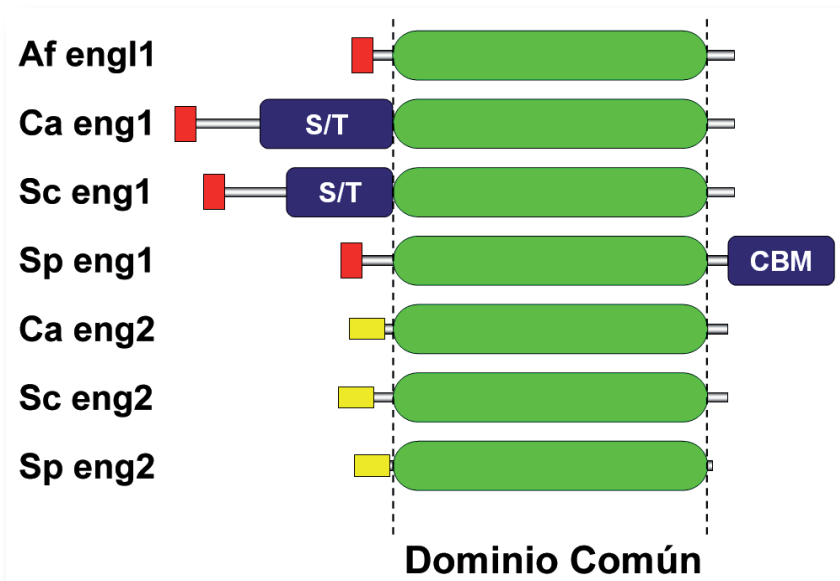 Af engl1
Ca eng1 S/T
Sc eng1 S/T
Sp eng1 CBM
Ca eng2
Sc eng2
Sp eng2
Dominio Común